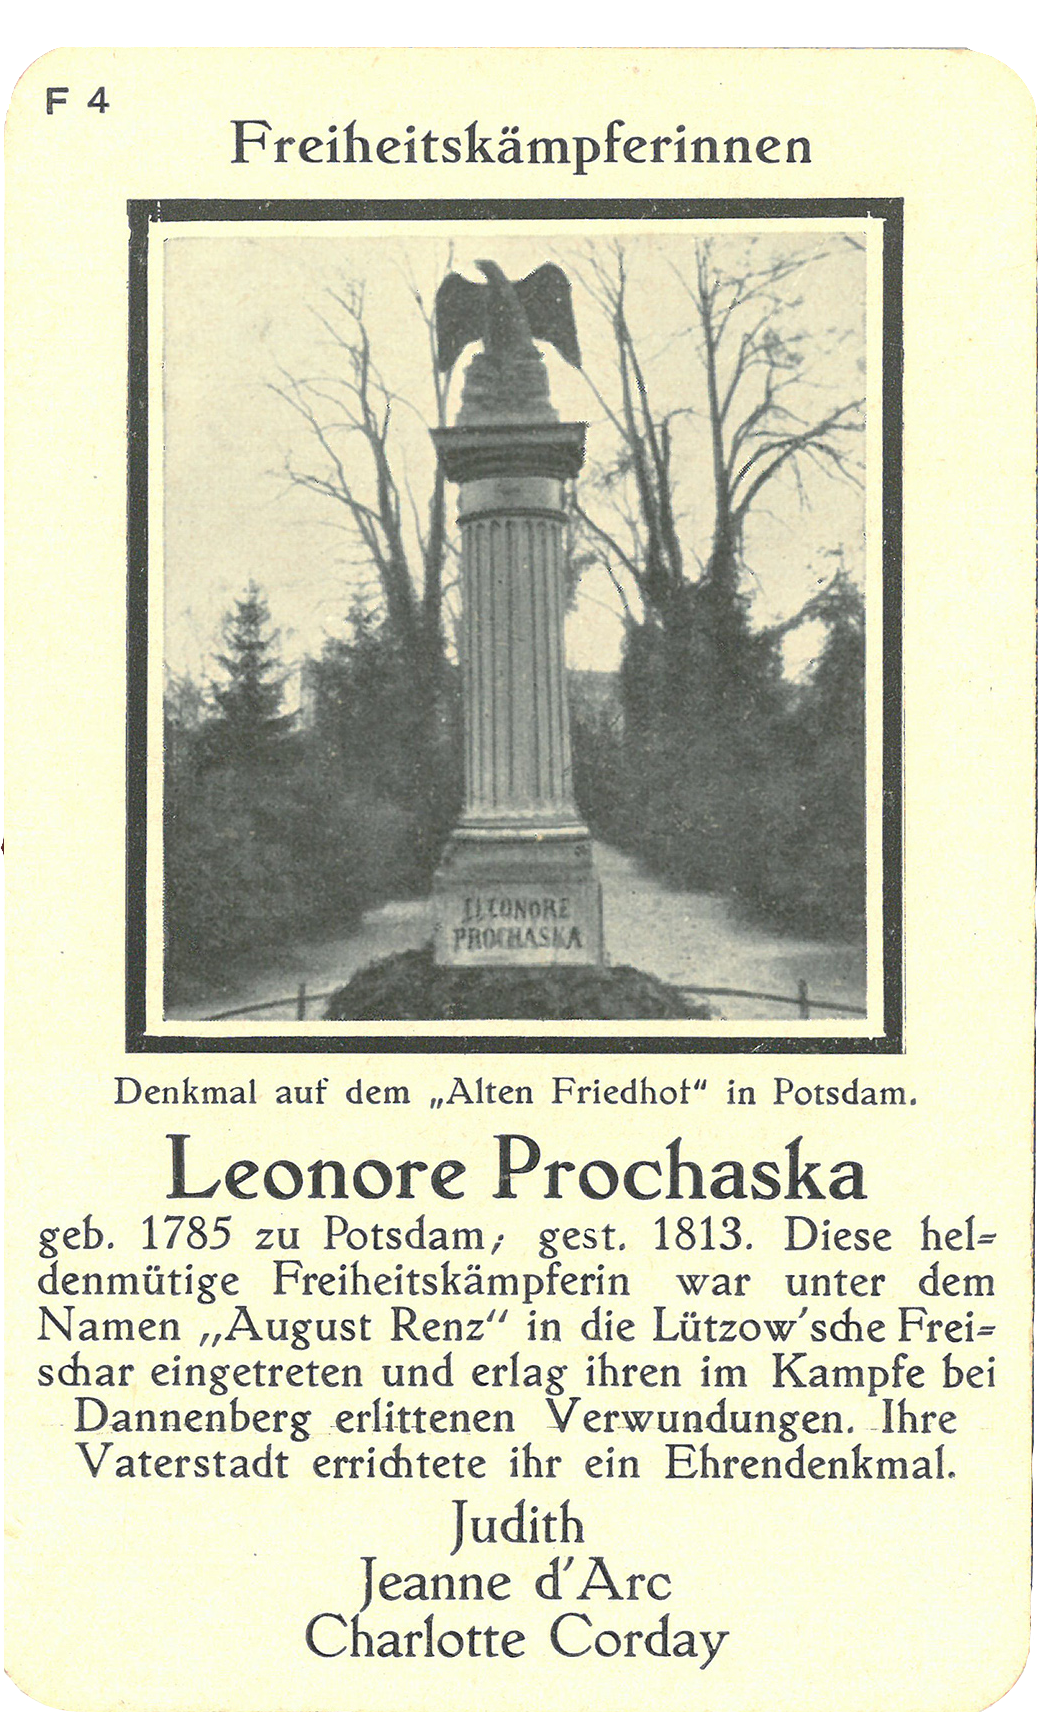 F 4
Freiheitskämpferinnen
ELEONORE
PROCHASKA
Denkmal auf dem „Alten Friedhof“ in Potsdam.
Leonore Prochaska
geb. 1785 zu Potsdam; gest. 1813. Diese hel=
denmütige Freiheitskämpferin war unter dem
Namen „August Renz“ in die Lützow'sche Frei=
schar eingetreten und erlag ihren im Kampfe bei
Dannenberg erlittenen Verwundungen. Ihre
Vaterstadt errichtete ihr ein Ehrendenkmal.
Judith
Jeanne d'Arc
Charlotte Corday